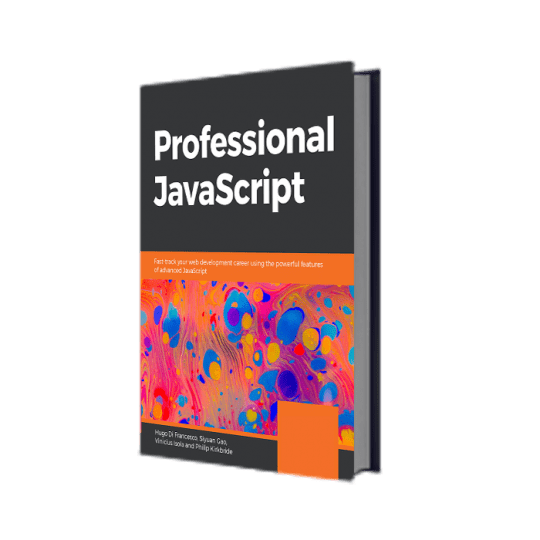 Professional
JavaScript
Fast-track your web development career using the powerful features
of advanced JavaScript
Hugo Di Francesco, Siyuan Gao,
Vinicius Isola and Philip Kirkbride